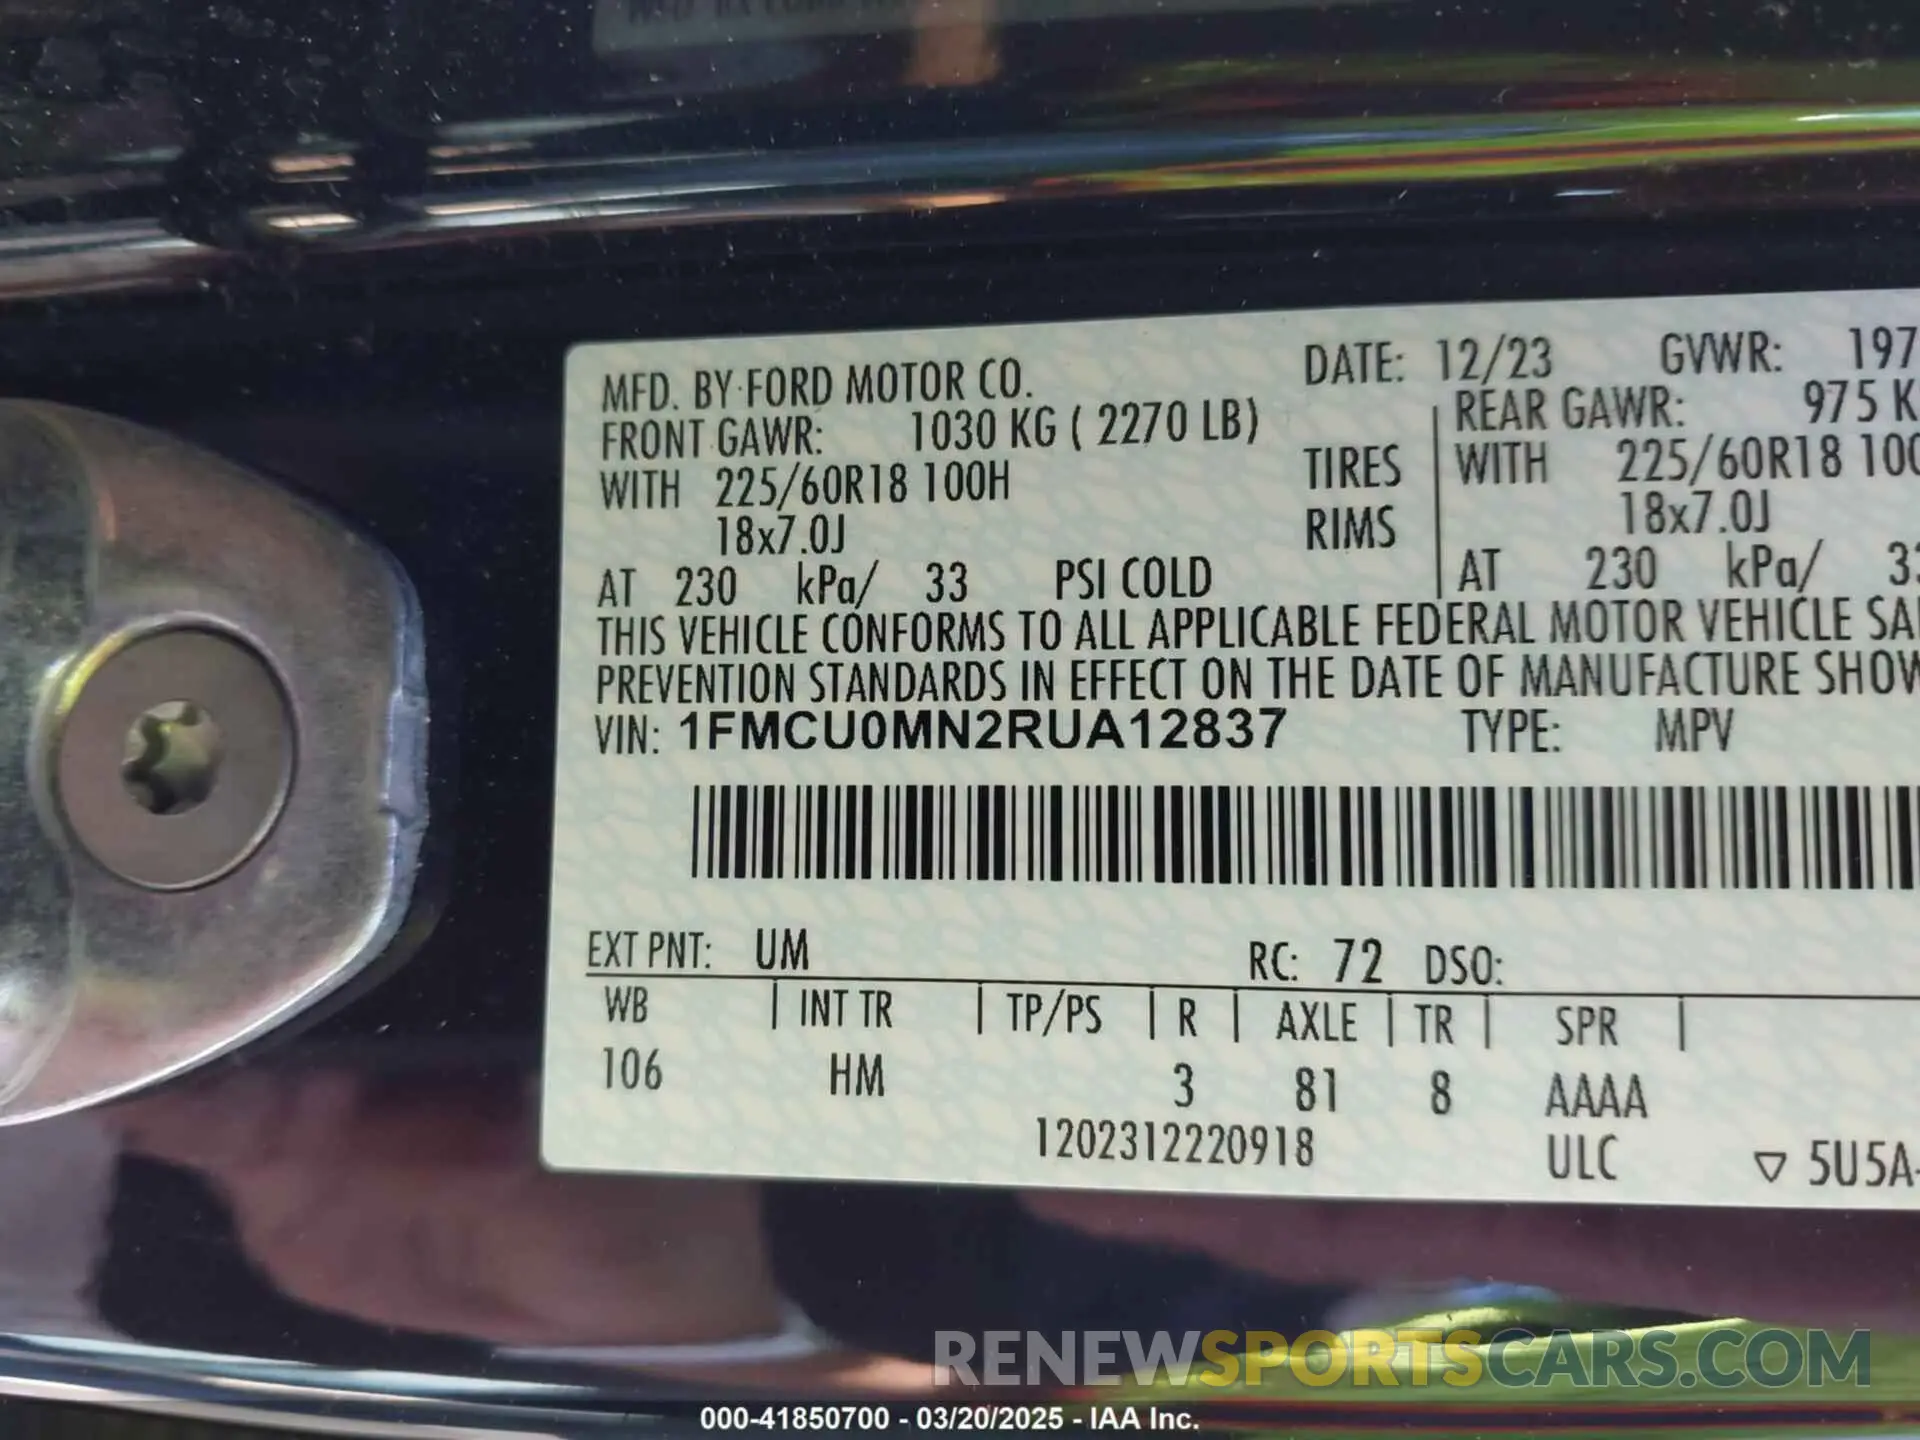 MFD. BY FORD MOTOR CO. DATE: 12/23 GVWR: 197
FRONT GAWR: 1030 KG ( 2270 LB) REAR GAWR: 975 K
WITH 225/60R18 100H TIRES WITH 225/60R18 100
18x7.0J RIMS 18x7.0J
AT 230 kPa/ 33 PSI COLD AT 230 kPa/ 33
THIS VEHICLE CONFORMS TO ALL APPLICABLE FEDERAL MOTOR VEHICLE SA
PREVENTION STANDARDS IN EFFECT ON THE DATE OF MANUFACTURE SHOW
VIN: 1FMCU0MN2RUA12837 TYPE: MPV
EXT PNT: UM RC: 72 DSO:
WB | INT TR | TP/PS | R | AXLE | TR | SPR |
106 HM 3 81 8 AAAA
1202312220918 ULC ▽ 5U5A-
RENEWSPORTSCARS.COM
000-41850700 - 03/20/2025 - IAA Inc.